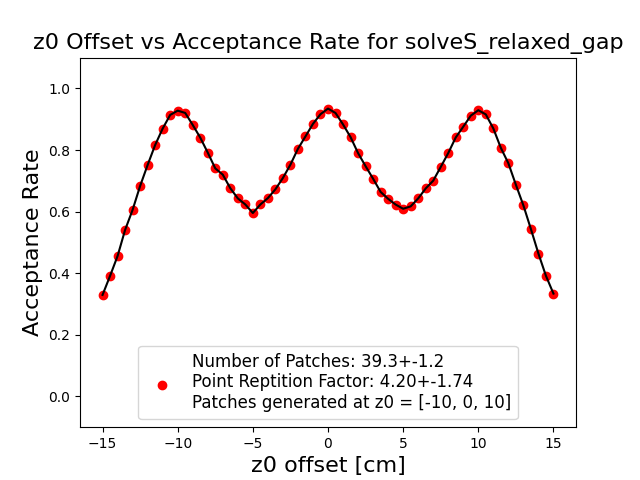 z0 Offset vs Acceptance Rate for solveS_relaxed_gap
1.0
0.8
0.6
0.4
0.2
0.0
Acceptance Rate
Number of Patches: 39.3+-1.2
Point Reptition Factor: 4.20+-1.74
Patches generated at z0 = [-10, 0, 10]
−15 −10 −5 0 5 10 15
z0 offset [cm]